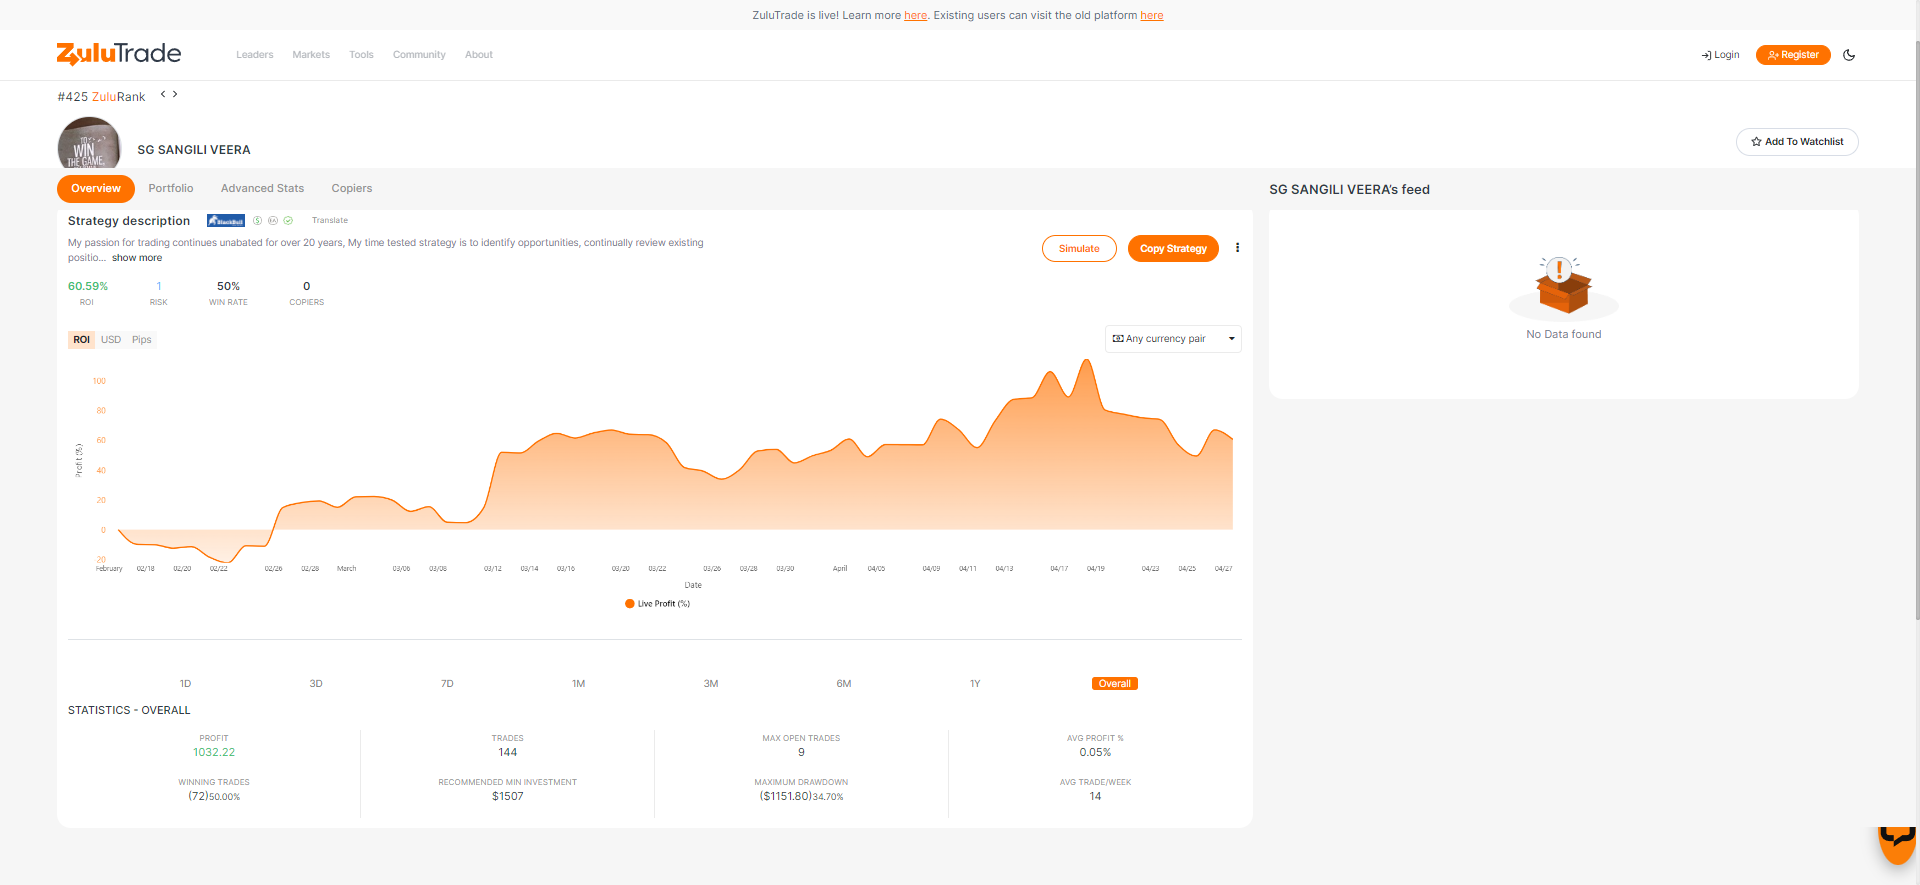 ZuluTrade is live! Learn more here. Existing users can visit the old platform here
ZuluTrade
Leaders Markets Tools Community About
Login Register
#425 ZuluRank
TO
WIN
THE GAME,
SG SANGILI VEERA
Add To Watchlist
Overview Portfolio Advanced Stats Copiers
SG SANGILI VEERA's feed
Strategy description BlackBull EA Translate
My passion for trading continues unabated for over 20 years, My time tested strategy is to identify opportunities, continually review existing
positio... show more
Simulate Copy Strategy
60.59% 1 50% 0
ROI RISK WIN RATE COPIERS
No Data found
ROI USD Pips
Any currency pair
100
80
60
40
20
0
20
Profit (%)
February 02/18 02/20 02/22 02/26 02/28 March 03/06 03/08 03/12 03/14 03/16 03/20 03/22 03/26 03/28 03/30 April 04/05 04/09 04/11 04/13 04/17 04/19 04/23 04/25 04/27
Date
Live Profit (%)
1D 3D 7D 1M 3M 6M 1Y Overall
STATISTICS - OVERALL
PROFIT TRADES MAX OPEN TRADES AVG PROFIT %
1032.22 144 9 0.05%
WINNING TRADES RECOMMENDED MIN INVESTMENT MAXIMUM DRAWDOWN AVG TRADE/WEEK
(72)50.00% $1507 ($1151.80)34.70% 14